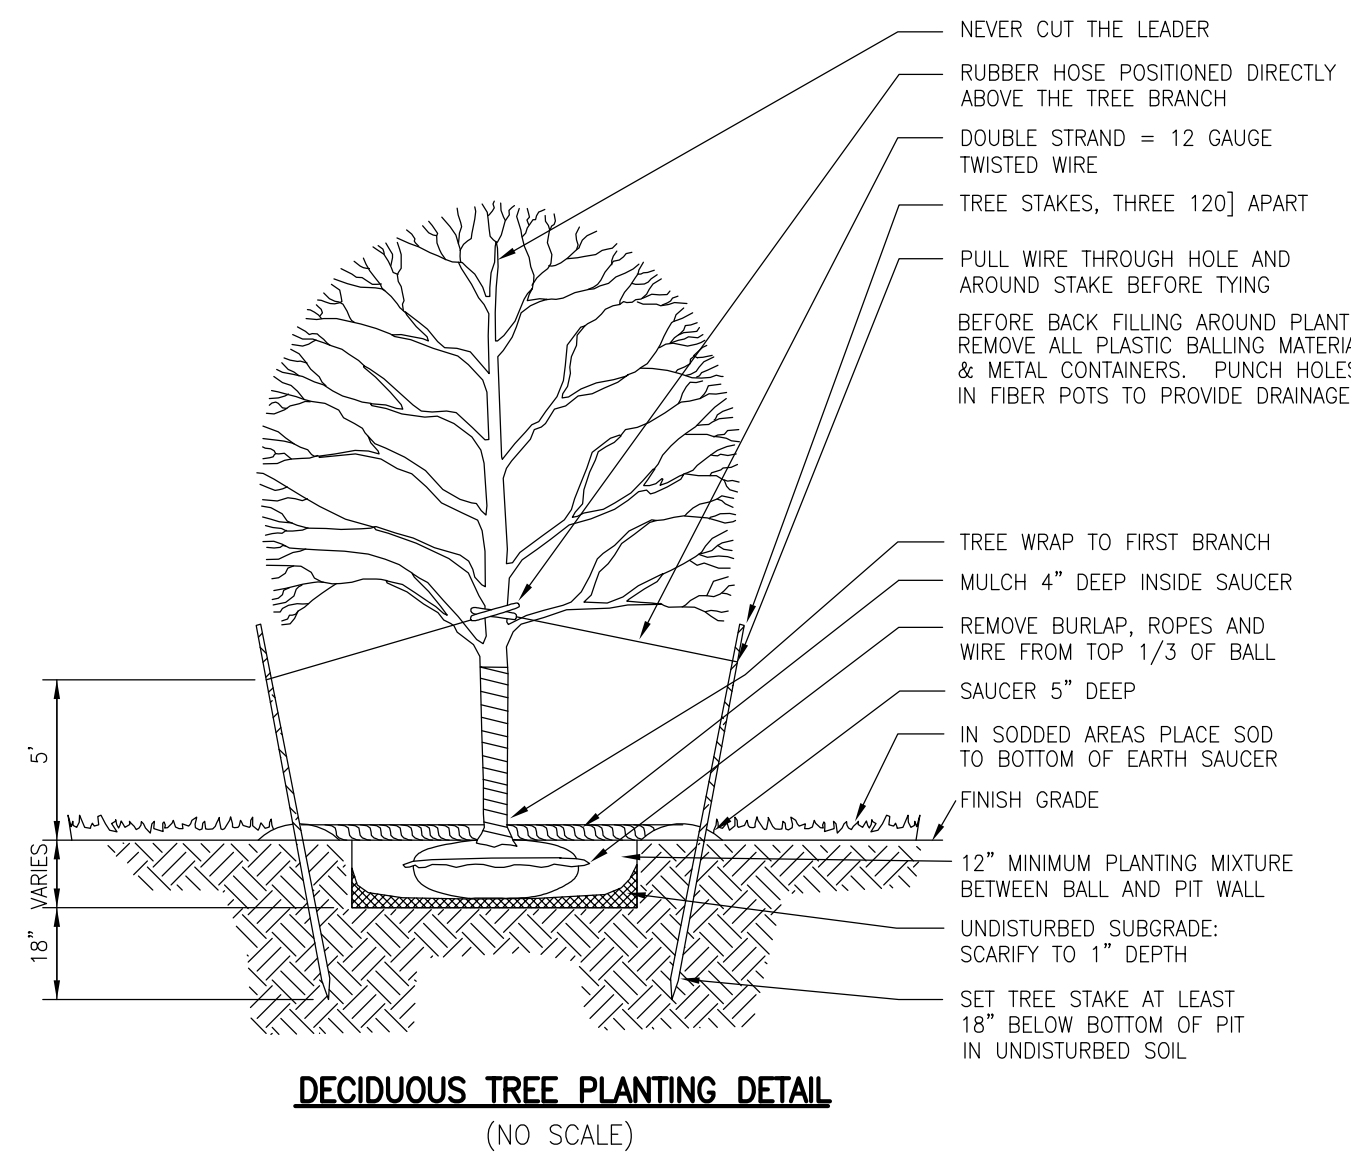 NEVER CUT THE LEADER
RUBBER HOSE POSITIONED DIRECTLY
ABOVE THE TREE BRANCH
DOUBLE STRAND = 12 GAUGE
TWISTED WIRE
TREE STAKES, THREE 120] APART
PULL WIRE THROUGH HOLE AND
AROUND STAKE BEFORE TYING
BEFORE BACK FILLING AROUND PLANT
REMOVE ALL PLASTIC BALLING MATERIA
& METAL CONTAINERS. PUNCH HOLES
IN FIBER POTS TO PROVIDE DRAINAGE
TREE WRAP TO FIRST BRANCH
MULCH 4” DEEP INSIDE SAUCER
REMOVE BURLAP, ROPES AND
WIRE FROM TOP 1/3 OF BALL
SAUCER 5” DEEP
IN SODDED AREAS PLACE SOD
TO BOTTOM OF EARTH SAUCER
FINISH GRADE
12” MINIMUM PLANTING MIXTURE
BETWEEN BALL AND PIT WALL
UNDISTURBED SUBGRADE:
SCARIFY TO 1” DEPTH
SET TREE STAKE AT LEAST
18” BELOW BOTTOM OF PIT
IN UNDISTURBED SOIL
5'
VARIES
18”
DECIDUOUS TREE PLANTING DETAIL
(NO SCALE)